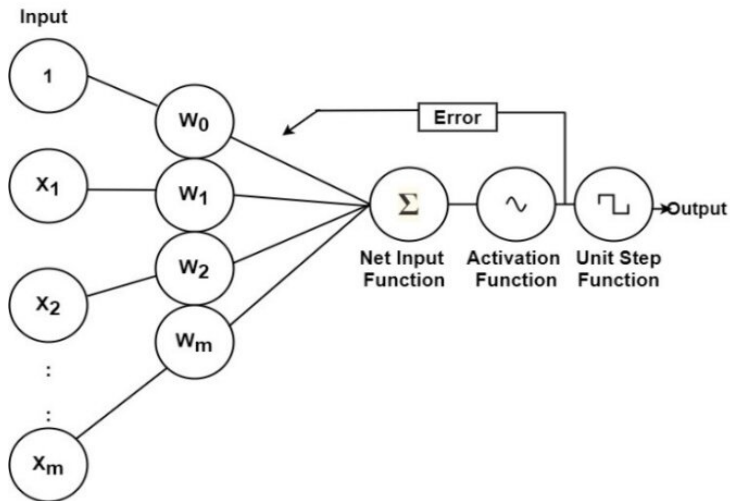 Input
1
W0
X1
W1
X2
W2
Wm
:
:
Xm
Error
Σ
Net Input
Function
Activation
Function
Unit Step
Function
Output